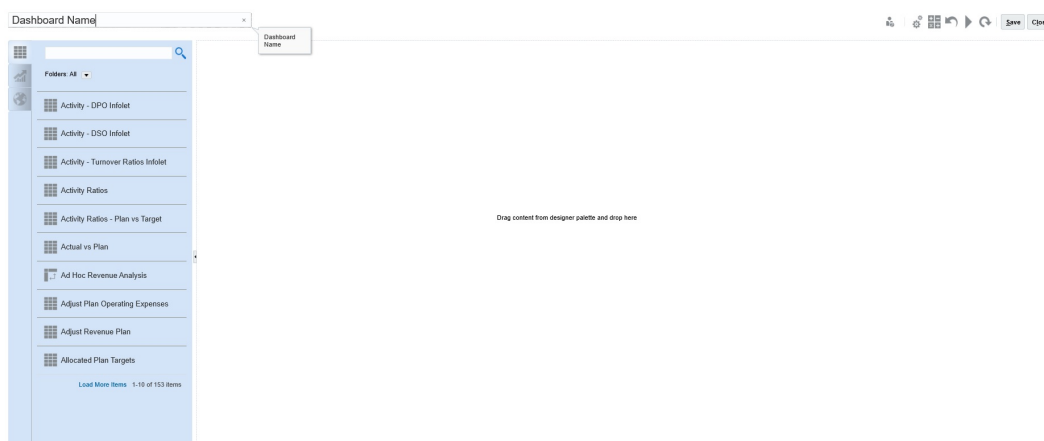 Dashboard Name
×
Dashboard
Name
Save
Folders: All
Activity - DPO Infolet
Activity - DSO Infolet
Activity - Turnover Ratios Infolet
Activity Ratios
Activity Ratios - Plan vs Target
Actual vs Plan
Ad Hoc Revenue Analysis
Adjust Plan Operating Expenses
Adjust Revenue Plan
Allocated Plan Targets
Load More Items 1-10 of 153 items
Drag content from designer palette and drop here